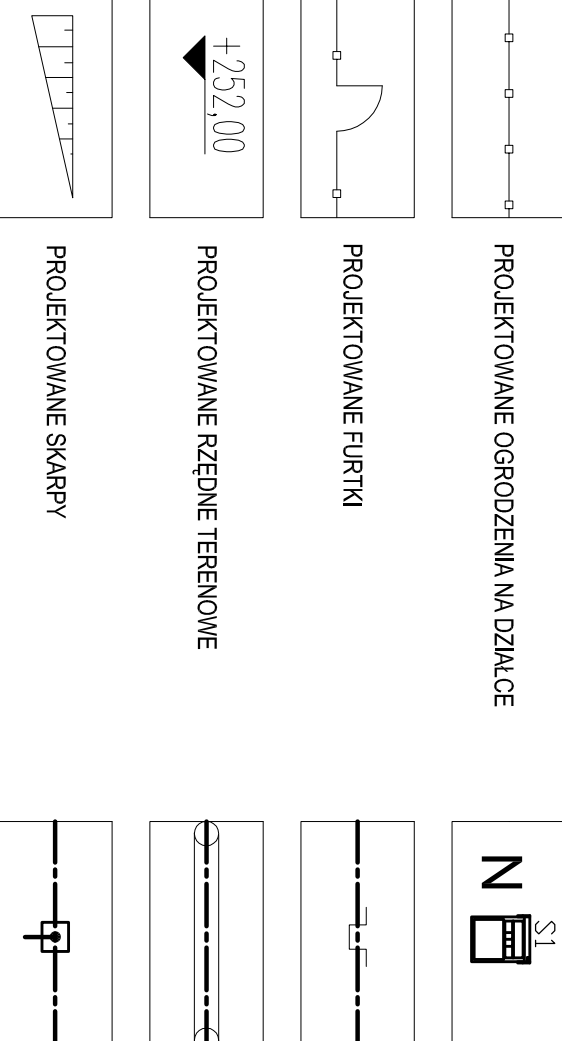 PROJEKTOWANE OGRODZENIA NA DZIAŁCE
S1
N
PROJEKTOWANE FURTKI
+252,00
PROJEKTOWANE RZĘDNE TERENOWE
PROJEKTOWANE SKARPY